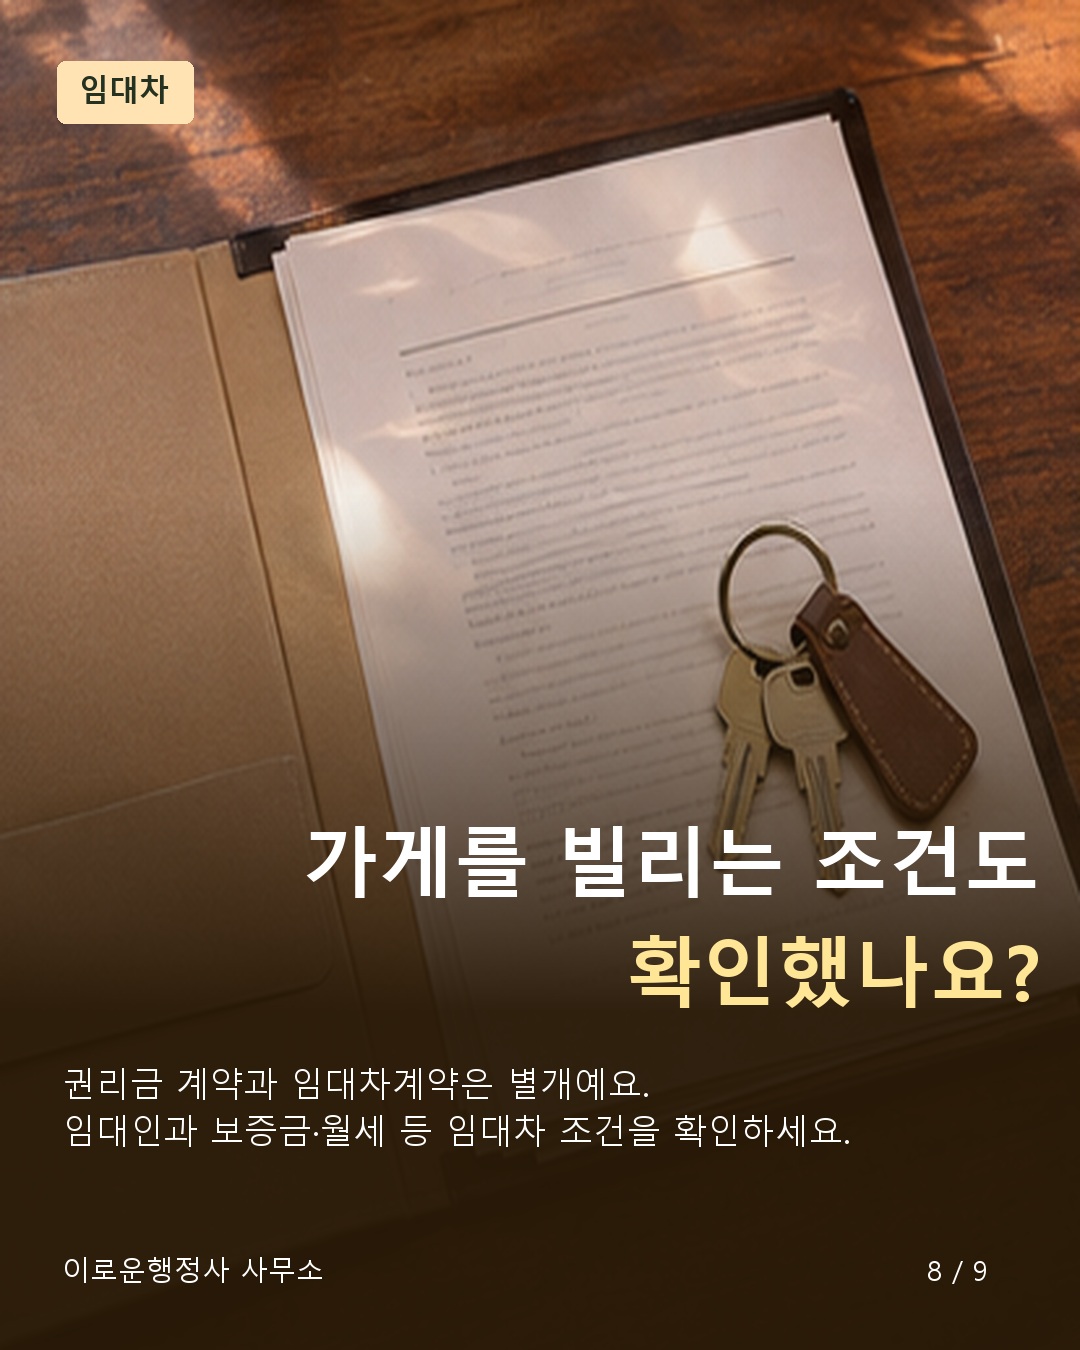 임대차
가게를 빌리는 조건도
확인했나요?
권리금 계약과 임대차계약은 별개예요.
임대인과 보증금·월세 등 임대차 조건을 확인하세요.
이로운행정사 사무소
8 / 9